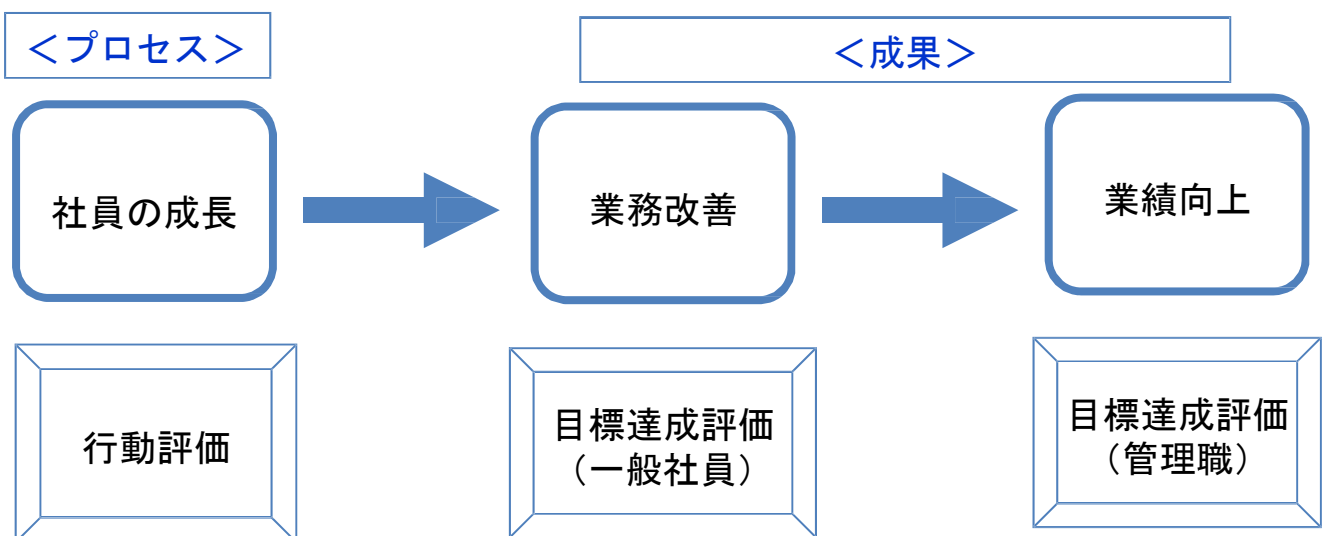 ＜プロセス＞
＜成果＞
社員の成長
業務改善
業績向上
行動評価
目標達成評価
（一般社員）
目標達成評価
（管理職）